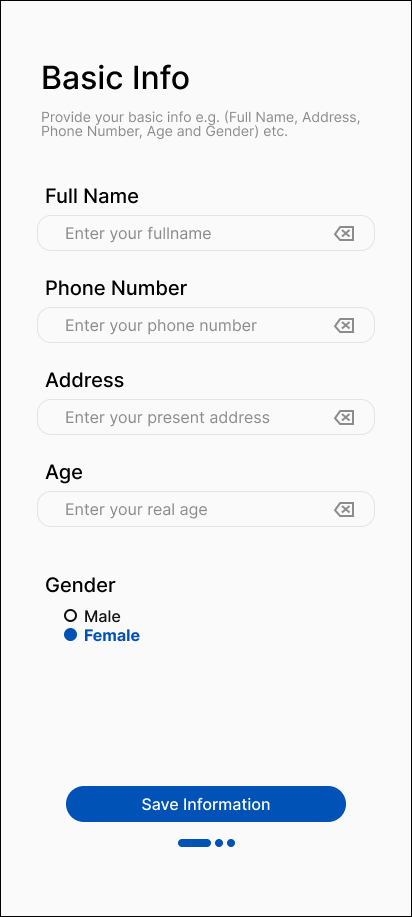 Basic Info
Provide your basic info e.g. (Full Name, Address,
Phone Number, Age and Gender) etc.
Full Name
Enter your fullname
Phone Number
Enter your phone number
Address
Enter your present address
Age
Enter your real age
Gender
Male
Female
Save Information